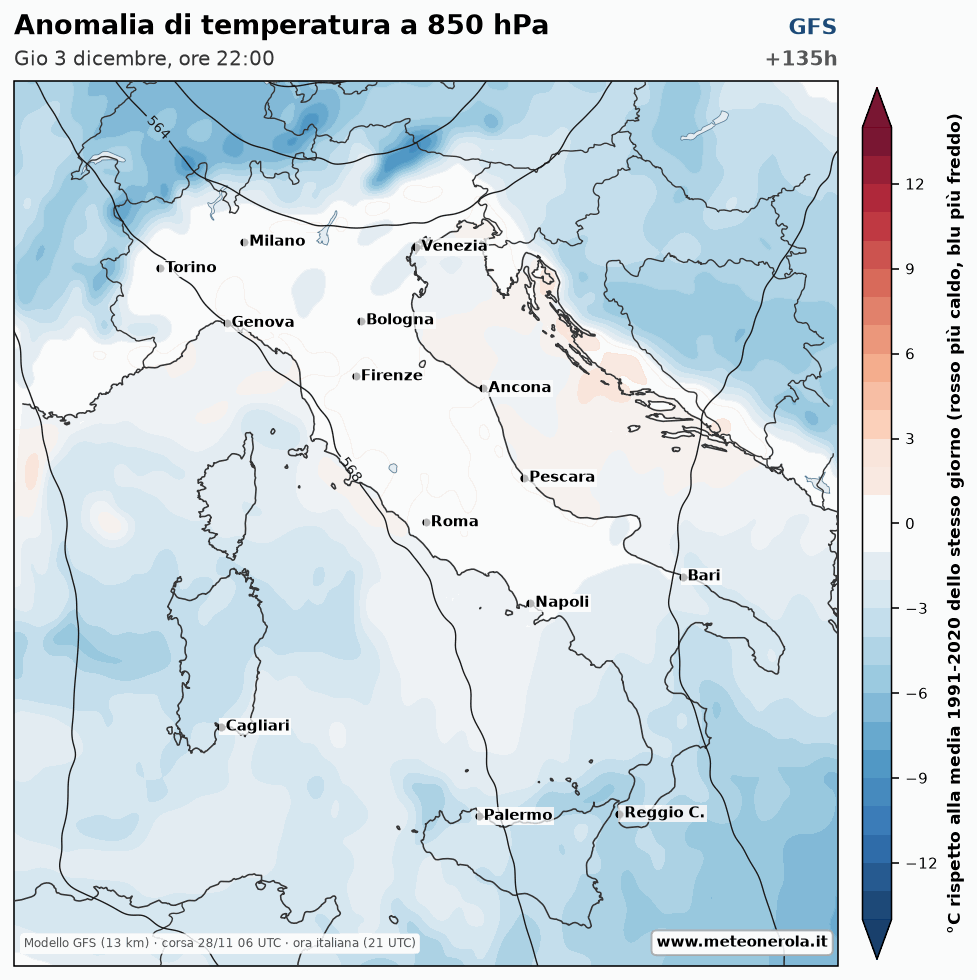 Anomalia di temperatura a 850 hPa
GFS
Gio 3 dicembre, ore 22:00
+135h
564
Milano
Venezia
Torino
Genova
Bologna
Firenze
Ancona
568
Pescara
Roma
Bari
Napoli
Cagliari
Palermo
Reggio C.
Modello GFS (13 km) · corsa 28/11 06 UTC · ora italiana (21 UTC)
www.meteonerola.it
12
9
6
3
0
−3
−6
−9
−12
°C rispetto alla media 1991-2020 dello stesso giorno (rosso più caldo, blu più freddo)